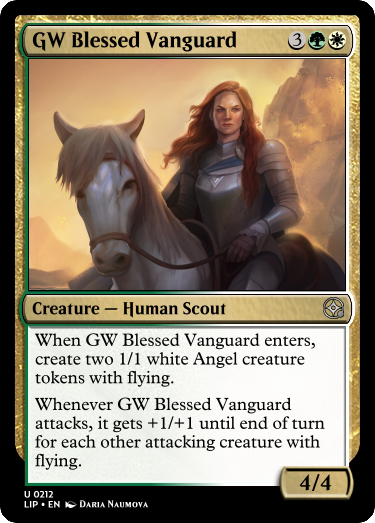 GW Blessed Vanguard 3
Creature — Human Scout
When GW Blessed Vanguard enters,
create two 1/1 white Angel creature
tokens with flying.
Whenever GW Blessed Vanguard
attacks, it gets +1/+1 until end of turn
for each other attacking creature with
flying.
4/4
U 0212
LIP • EN Daria Naumova